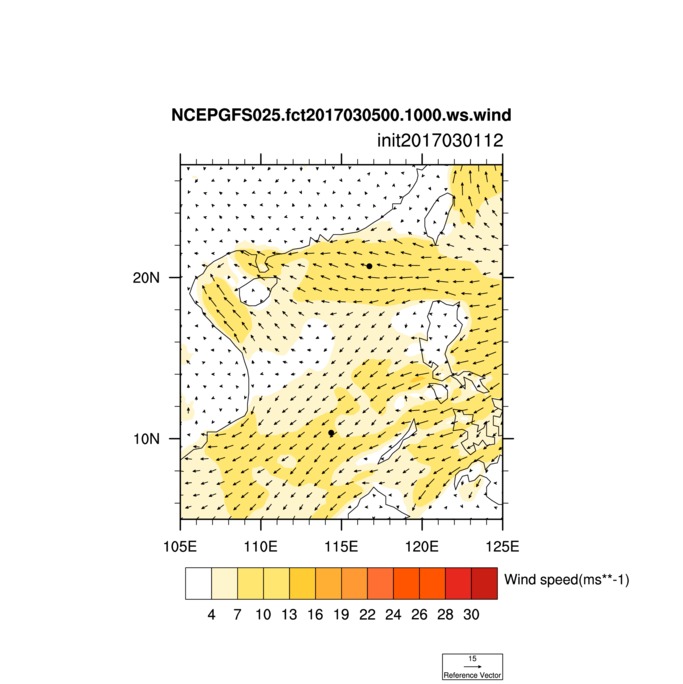 NCEPGFS025.fct2017030500.1000.ws.wind
init2017030112
20N
10N
105E 110E 115E 120E 125E
Wind speed(ms**-1)
4 7 10 13 16 19 22 24 26 28 30
15
Reference Vector